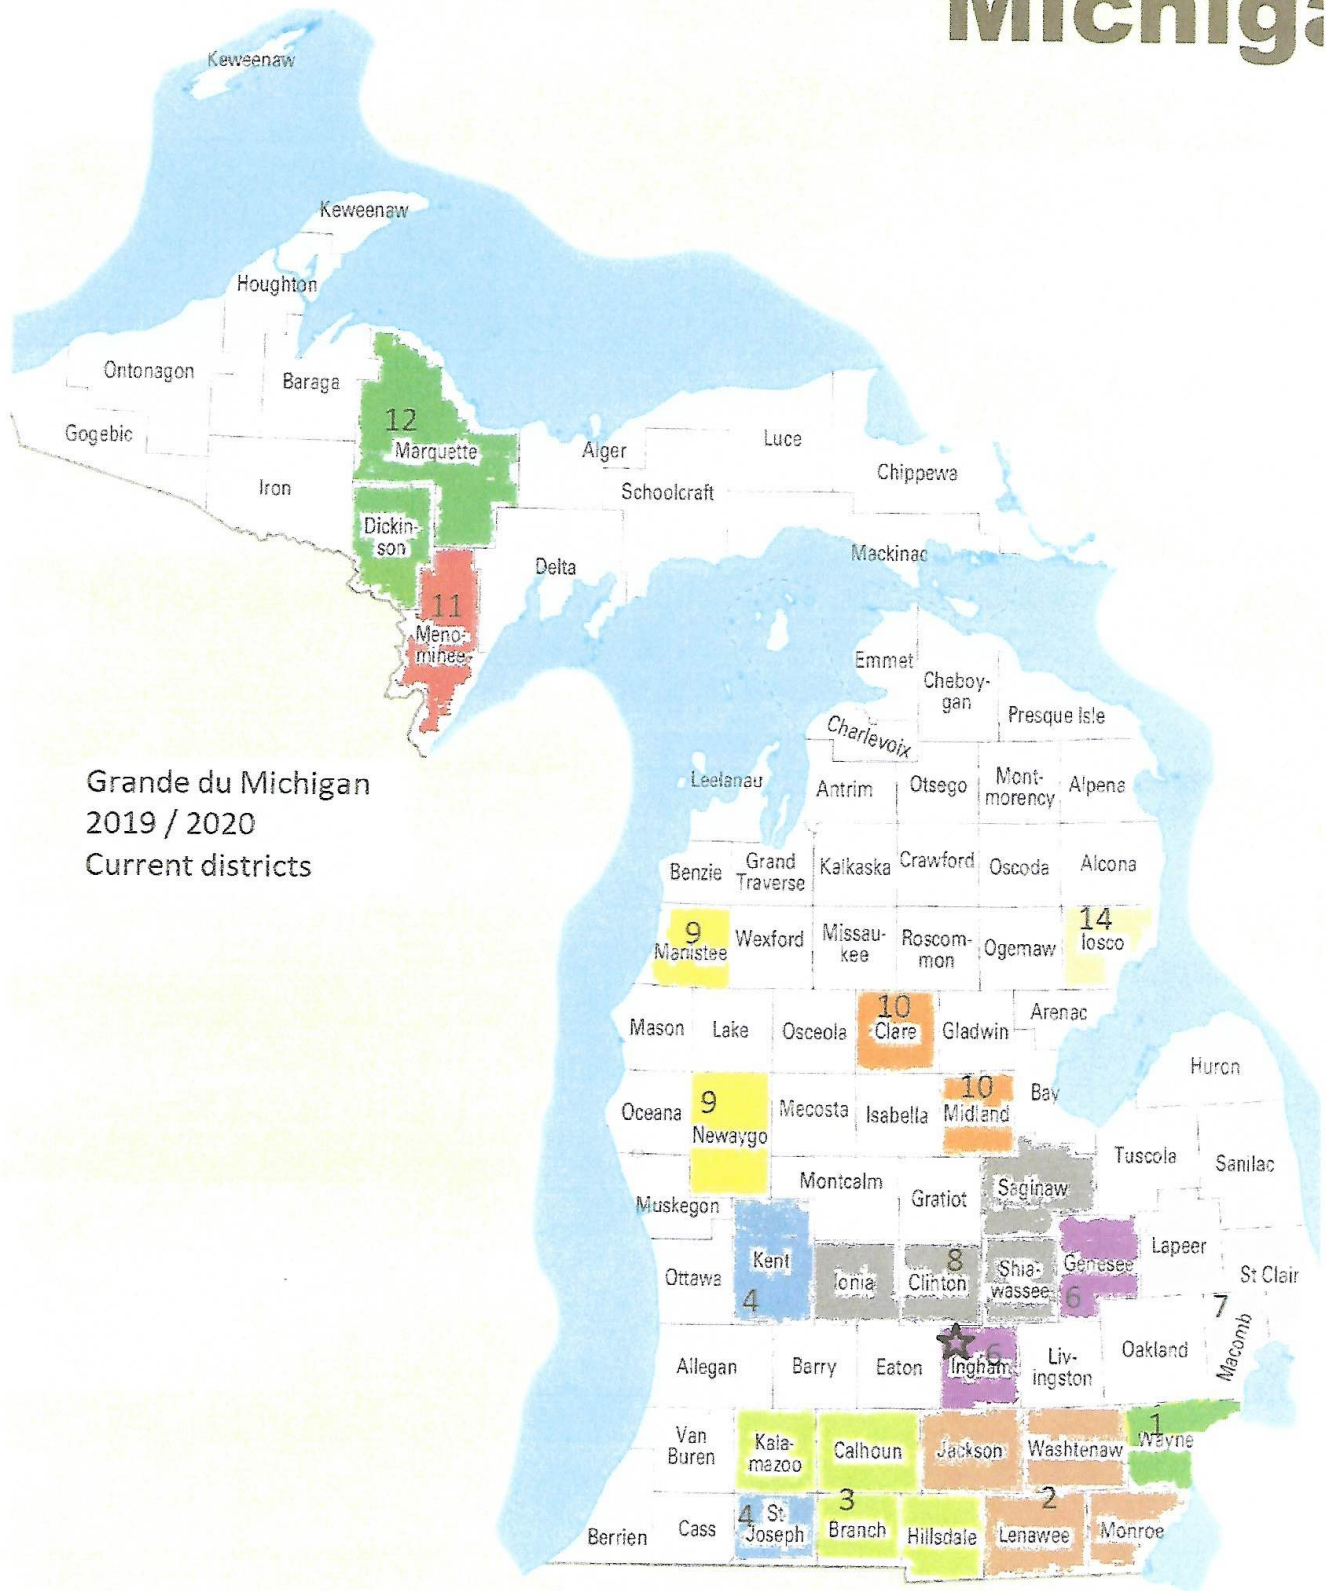 Michiga
Keweenaw
Keweenaw
Houghton
Ontonagon
Baraga
Gogebic
12
Marquette
Alger
Luce
Iron
Schoolcraft
Chippewa
Dickin-
son
Delta
Mackinac
11
Meno-
minee
Emmet
Cheboy-
gan
Presque Isle
Charlevoix
Grande du Michigan
2019 / 2020
Current districts
Leelanau
Antrim
Otsego
Mont-
morency
Alpena
Benzie
Grand
Traverse
Kalkaska
Crawford
Oscoda
Alcona
9
Manistee
Wexford
Missau-
kee
Roscom-
mon
Ogemaw
14
Iosco
Mason
Lake
Osceola
10
Clare
Gladwin
Arenac
Huron
Oceana
9
Newaygo
Mecosta
Isabella
10
Midland
Bay
Tuscola
Sanilac
Muskegon
Montcalm
Gratiot
Saginaw
Ottawa
Kent
4
Ionia
8
Clinton
Shia-
wassee
Genesee
6
Lapeer
St Clair
7
Macomb
Allegan
Barry
Eaton
6
Ingham
Liv-
ingston
Oakland
Van
Buren
Kala-
mazoo
Calhoun
Jackson
Washtenaw
1
Wayne
Berrien
Cass
4
St
Joseph
3
Branch
Hillsdale
2
Lenawee
Monroe